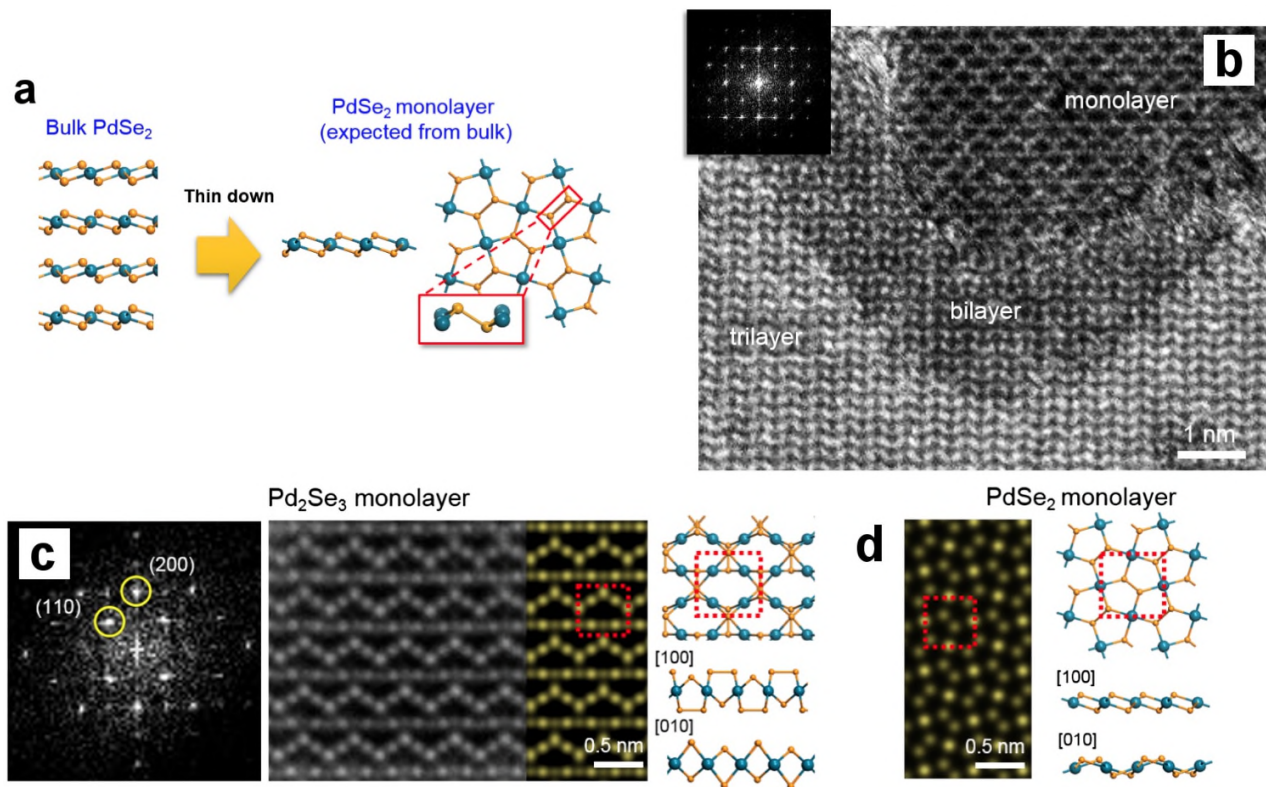 a
Bulk PdSe₂
PdSe₂ monolayer
(expected from bulk)
Thin down
b
monolayer
bilayer
trilayer
1 nm
Pd₂Se₃ monolayer
c
(200)
(110)
0.5 nm
[100]
[010]
PdSe₂ monolayer
d
0.5 nm
[100]
[010]